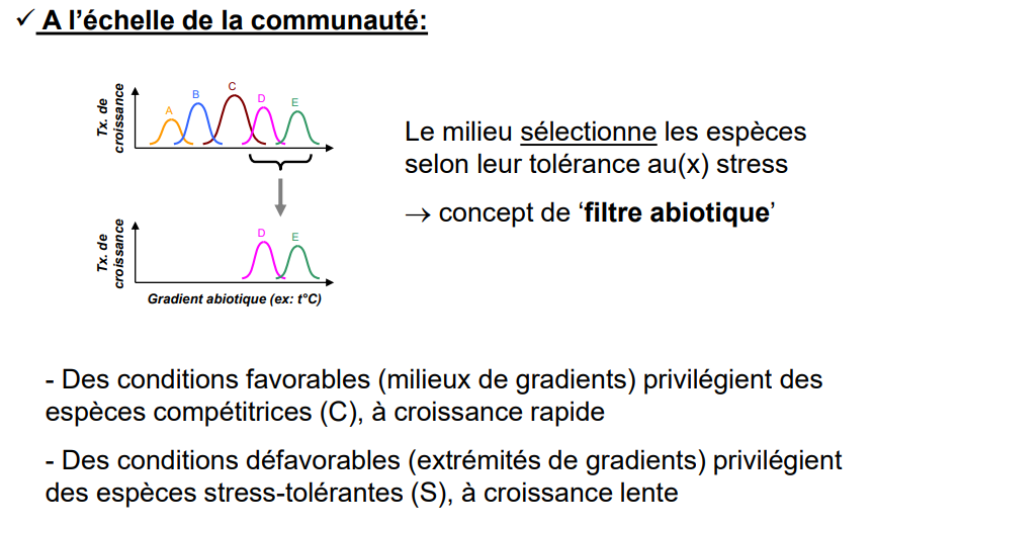 ✓ A l'échelle de la communauté:
Tx. de
croissance
A
B
C
D
E
Le milieu sélectionne les espèces
selon leur tolérance au(x) stress
→ concept de ‘filtre abiotique’
Tx. de
croissance
D
E
Gradient abiotique (ex: t°C)
- Des conditions favorables (milieux de gradients) privilégient des
espèces compétitrices (C), à croissance rapide
- Des conditions défavorables (extrémités de gradients) privilégient
des espèces stress-tolérantes (S), à croissance lente